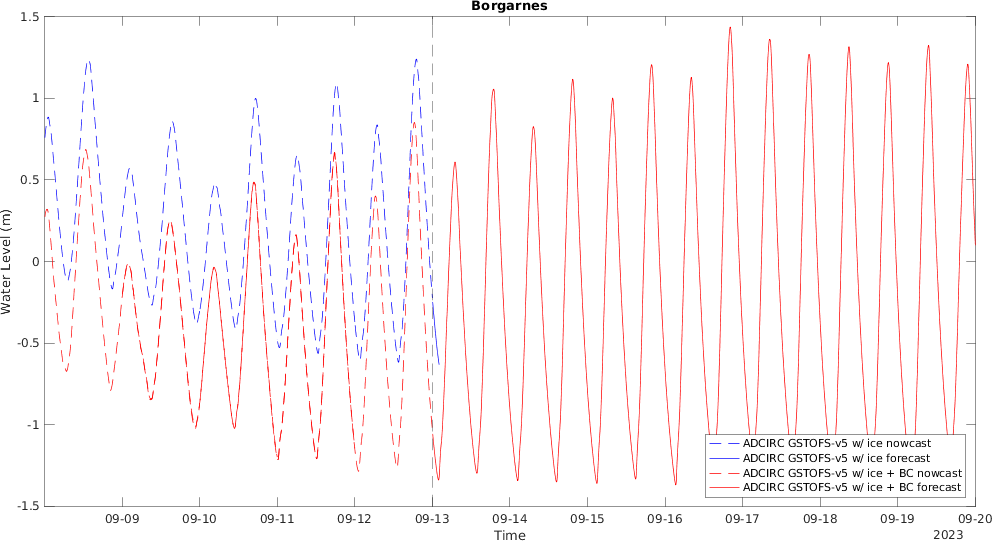 Borgarnes
1.5
1
0.5
0
-0.5
-1
-1.5
Water Level (m)
09-09
09-10
09-11
09-12
09-13
09-14
09-15
09-16
09-17
09-18
09-19
09-20
Time
2023
ADCIRC GSTOFS-v5 w/ ice nowcast
ADCIRC GSTOFS-v5 w/ ice forecast
ADCIRC GSTOFS-v5 w/ ice + BC nowcast
ADCIRC GSTOFS-v5 w/ ice + BC forecast